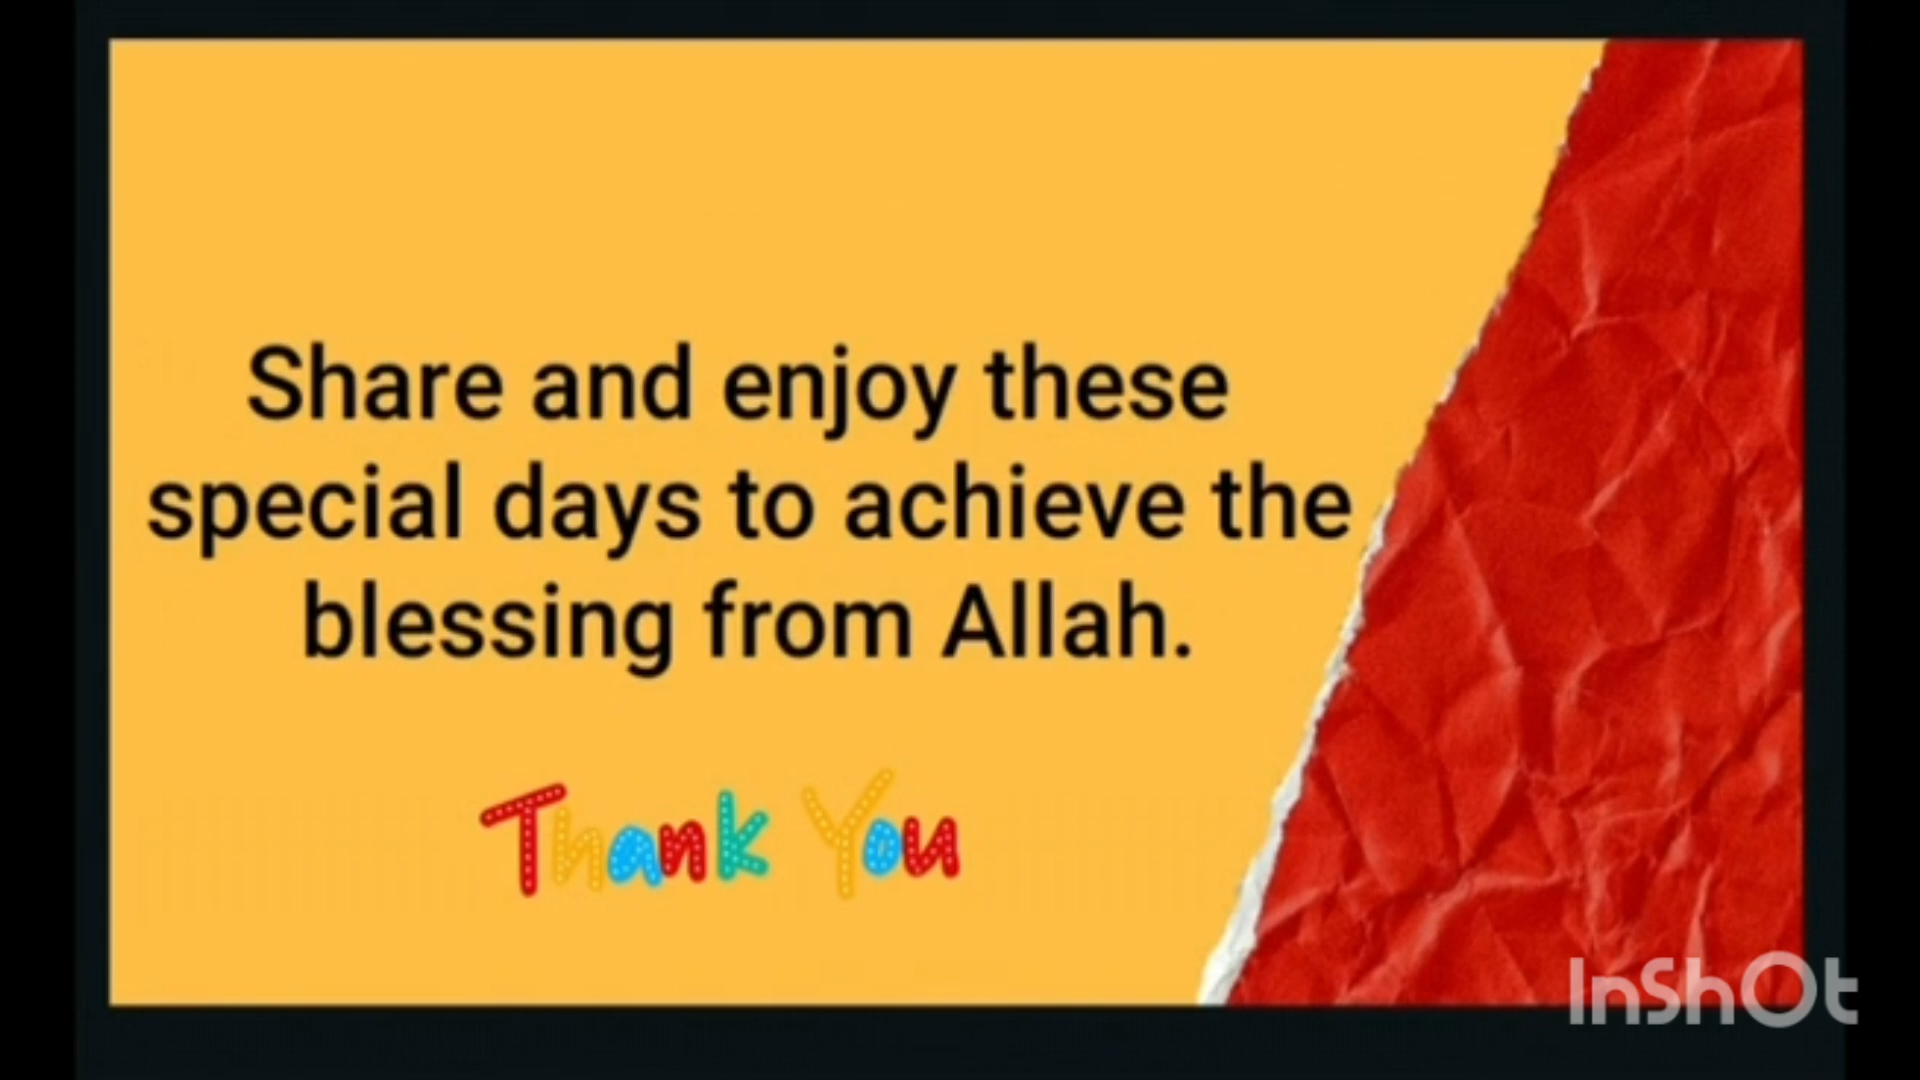 Share and enjoy these
special days to achieve the
blessing from Allah.
Thank You
InShOt